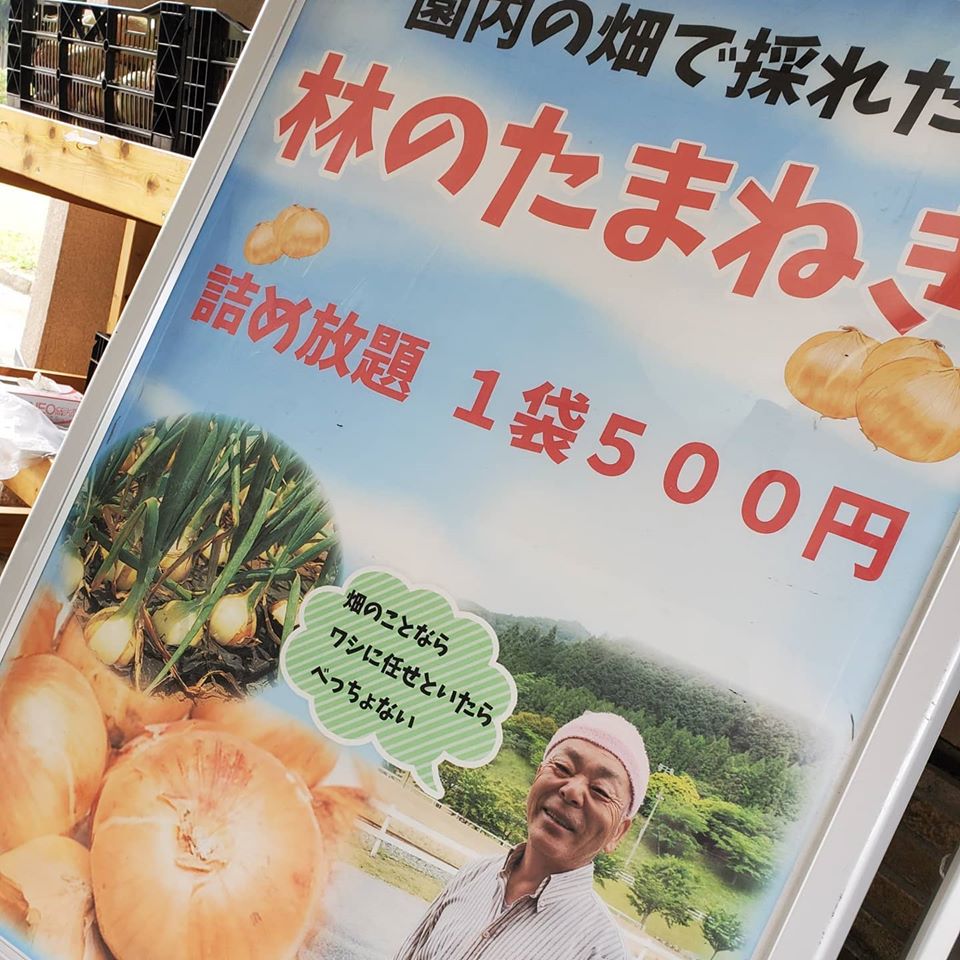 園内の畑で採れた
林のたまねぎ
詰め放題 １袋５００円
畑のことなら
ワシに任せといたら
べっちょない